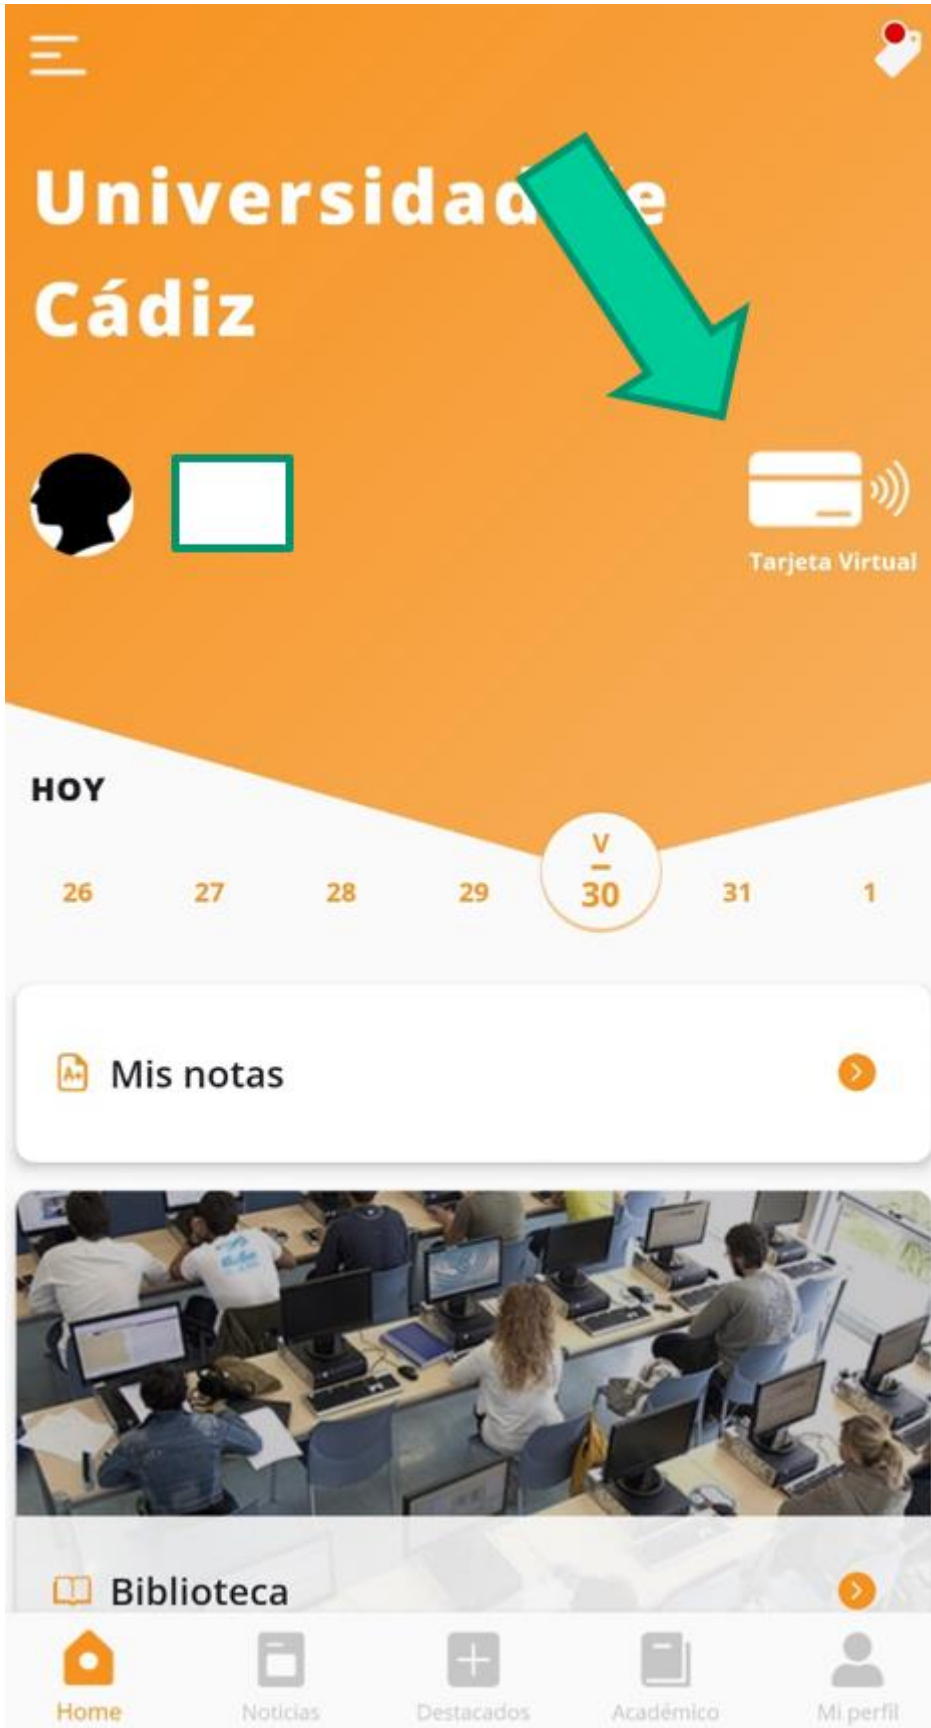 Universidad e
Cádiz
Tarjeta Virtual
HOY
26 27 28 29 V 30 31 1
A+ Mis notas
Biblioteca
Home Noticias Destacados Académico Mi perfil